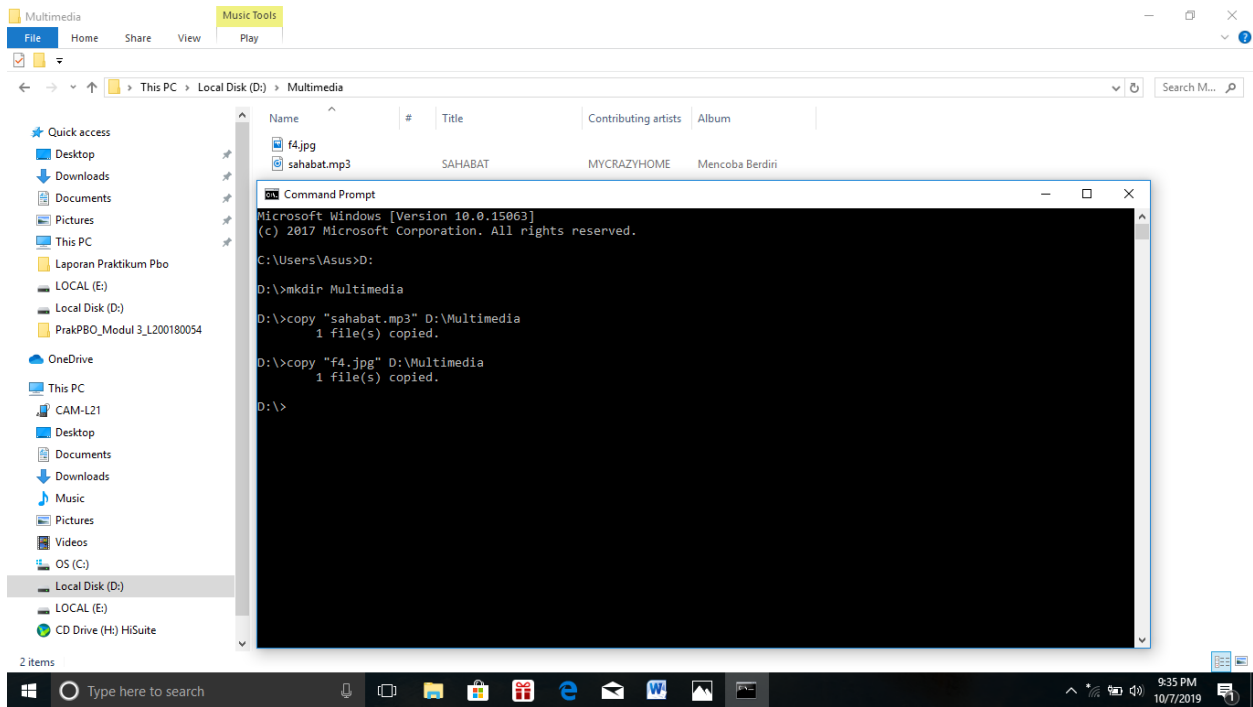 Multimedia
Music Tools
File Home Share View Play
This PC › Local Disk (D:) › Multimedia
Search M...
Name # Title Contributing artists Album
f4.jpg
sahabat.mp3 SAHABAT MYCRAZYHOME Mencoba Berdiri
Quick access
Desktop
Downloads
Documents
Pictures
This PC
Laporan Praktikum Pbo
LOCAL (E:)
Local Disk (D:)
PrakPBO_Modul 3_L200180054
OneDrive
This PC
CAM-L21
Desktop
Documents
Downloads
Music
Pictures
Videos
OS (C:)
Local Disk (D:)
LOCAL (E:)
CD Drive (H:) HiSuite
2 items
Command Prompt
Microsoft Windows [Version 10.0.15063]
(c) 2017 Microsoft Corporation. All rights reserved.
C:\Users\Asus>D:
D:\>mkdir Multimedia
D:\>copy "sahabat.mp3" D:\Multimedia
1 file(s) copied.
D:\>copy "f4.jpg" D:\Multimedia
1 file(s) copied.
D:\>
Type here to search
9:35 PM
10/7/2019
1